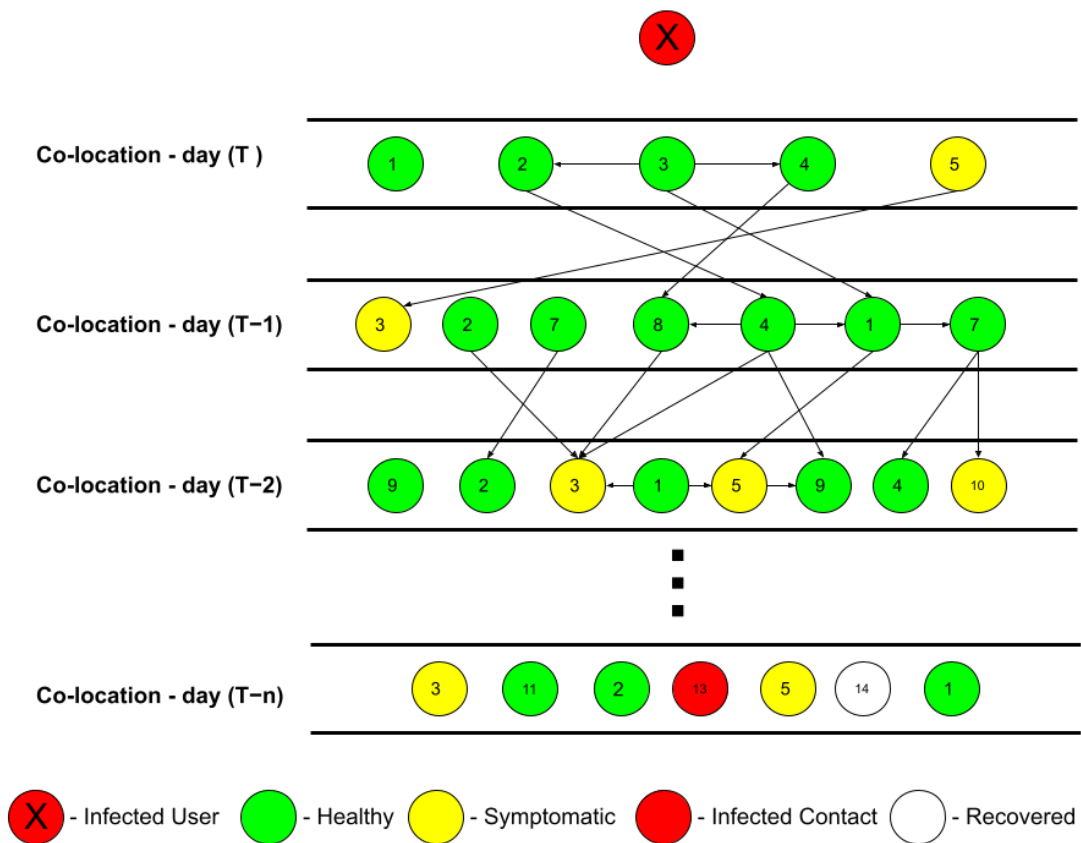 X
Co-location - day (T )
1 2 3 4 5
Co-location - day (T−1)
3 2 7 8 4 1 7
Co-location - day (T-2)
9 2 3 1 5 9 4 10
Co-location - day (T−n)
3 11 2 13 5 14 1
X - Infected User - Healthy - Symptomatic - Infected Contact - Recovered